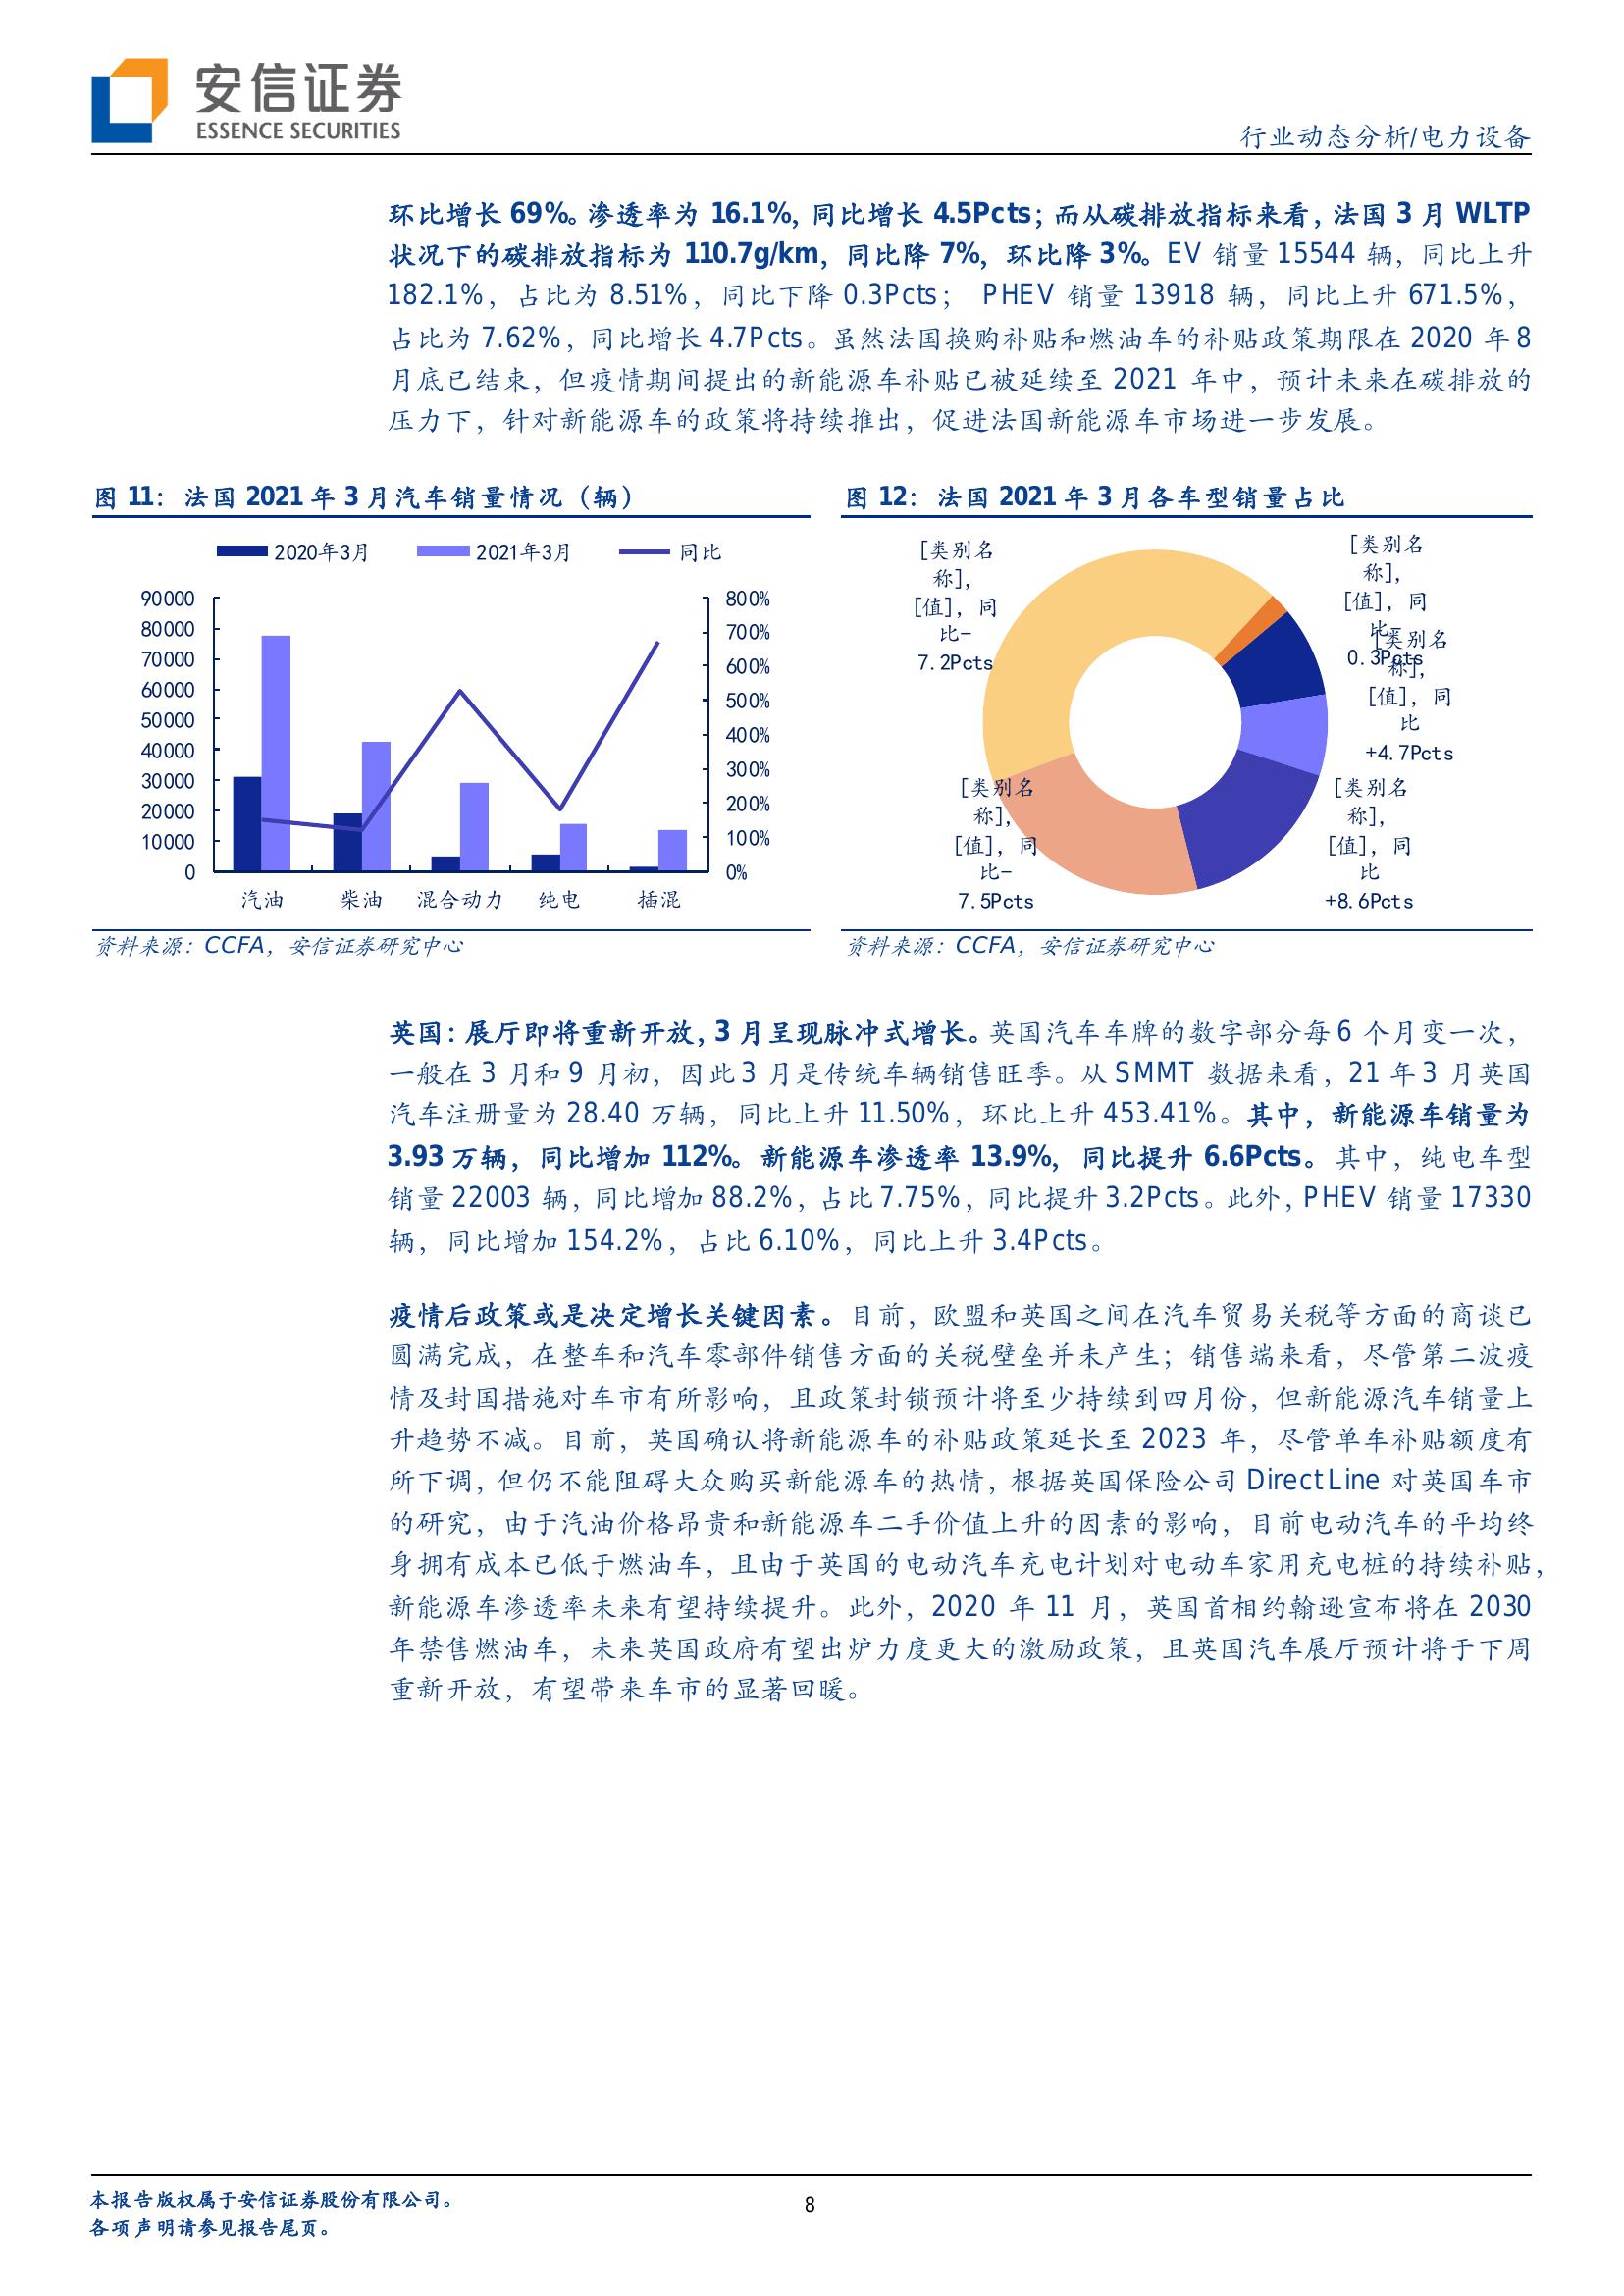 安信证券
ESSENCE SECURITIES
行业动态分析/电力设备
环比增长 69%。渗透率为 16.1%, 同比增长 4.5Pcts；而从碳排放指标来看，法国 3 月 WLTP
状况下的碳排放指标为 110.7g/km，同比降 7%，环比降 3%。EV 销量 15544 辆，同比上升
182.1%，占比为 8.51%，同比下降 0.3Pcts； PHEV 销量 13918 辆，同比上升 671.5%，
占比为 7.62%，同比增长 4.7Pcts。虽然法国换购补贴和燃油车的补贴政策期限在 2020 年 8
月底已结束，但疫情期间提出的新能源车补贴已被延续至 2021 年中，预计未来在碳排放的
压力下，针对新能源车的政策将持续推出，促进法国新能源车市场进一步发展。
图 11：法国 2021 年 3 月汽车销量情况（辆）
2020年3月
2021年3月
同比
90000
80000
70000
60000
50000
40000
30000
20000
10000
0
800%
700%
600%
500%
400%
300%
200%
100%
0%
汽油
柴油
混合动力
纯电
插混
资料来源：CCFA，安信证券研究中心
图 12：法国 2021 年 3 月各车型销量占比
[类别名
称],
[值]，同
比-
7.2Pcts
[类别名
称],
[值]，同
比-
0.3Pcts
[类别名
称],
[值]，同
比
+4.7Pcts
[类别名
称],
[值]，同
比-
7.5Pcts
[类别名
称],
[值]，同
比
+8.6Pcts
资料来源：CCFA，安信证券研究中心
英国：展厅即将重新开放，3 月呈现脉冲式增长。英国汽车车牌的数字部分每 6 个月变一次，
一般在 3 月和 9 月初，因此 3 月是传统车辆销售旺季。从 SMMT 数据来看，21 年 3 月英国
汽车注册量为 28.40 万辆，同比上升 11.50%，环比上升 453.41%。其中，新能源车销量为
3.93 万辆，同比增加 112%。新能源车渗透率 13.9%，同比提升 6.6Pcts。其中，纯电车型
销量 22003 辆，同比增加 88.2%，占比 7.75%，同比提升 3.2Pcts。此外，PHEV 销量 17330
辆，同比增加 154.2%，占比 6.10%，同比上升 3.4Pcts。
疫情后政策或是决定增长关键因素。目前，欧盟和英国之间在汽车贸易关税等方面的商谈已
圆满完成，在整车和汽车零部件销售方面的关税壁垒并未产生；销售端来看，尽管第二波疫
情及封国措施对车市有所影响，且政策封锁预计将至少持续到四月份，但新能源汽车销量上
升趋势不减。目前，英国确认将新能源车的补贴政策延长至 2023 年，尽管单车补贴额度有
所下调，但仍不能阻碍大众购买新能源车的热情，根据英国保险公司 Direct Line 对英国车市
的研究，由于汽油价格昂贵和新能源车二手价值上升的因素的影响，目前电动汽车的平均终
身拥有成本已低于燃油车，且由于英国的电动汽车充电计划对电动车家用充电桩的持续补贴，
新能源车渗透率未来有望持续提升。此外，2020 年 11 月，英国首相约翰逊宣布将在 2030
年禁售燃油车，未来英国政府有望出炉力度更大的激励政策，且英国汽车展厅预计将于下周
重新开放，有望带来车市的显著回暖。
本报告版权属于安信证券股份有限公司。
各项声明请参见报告尾页。
8